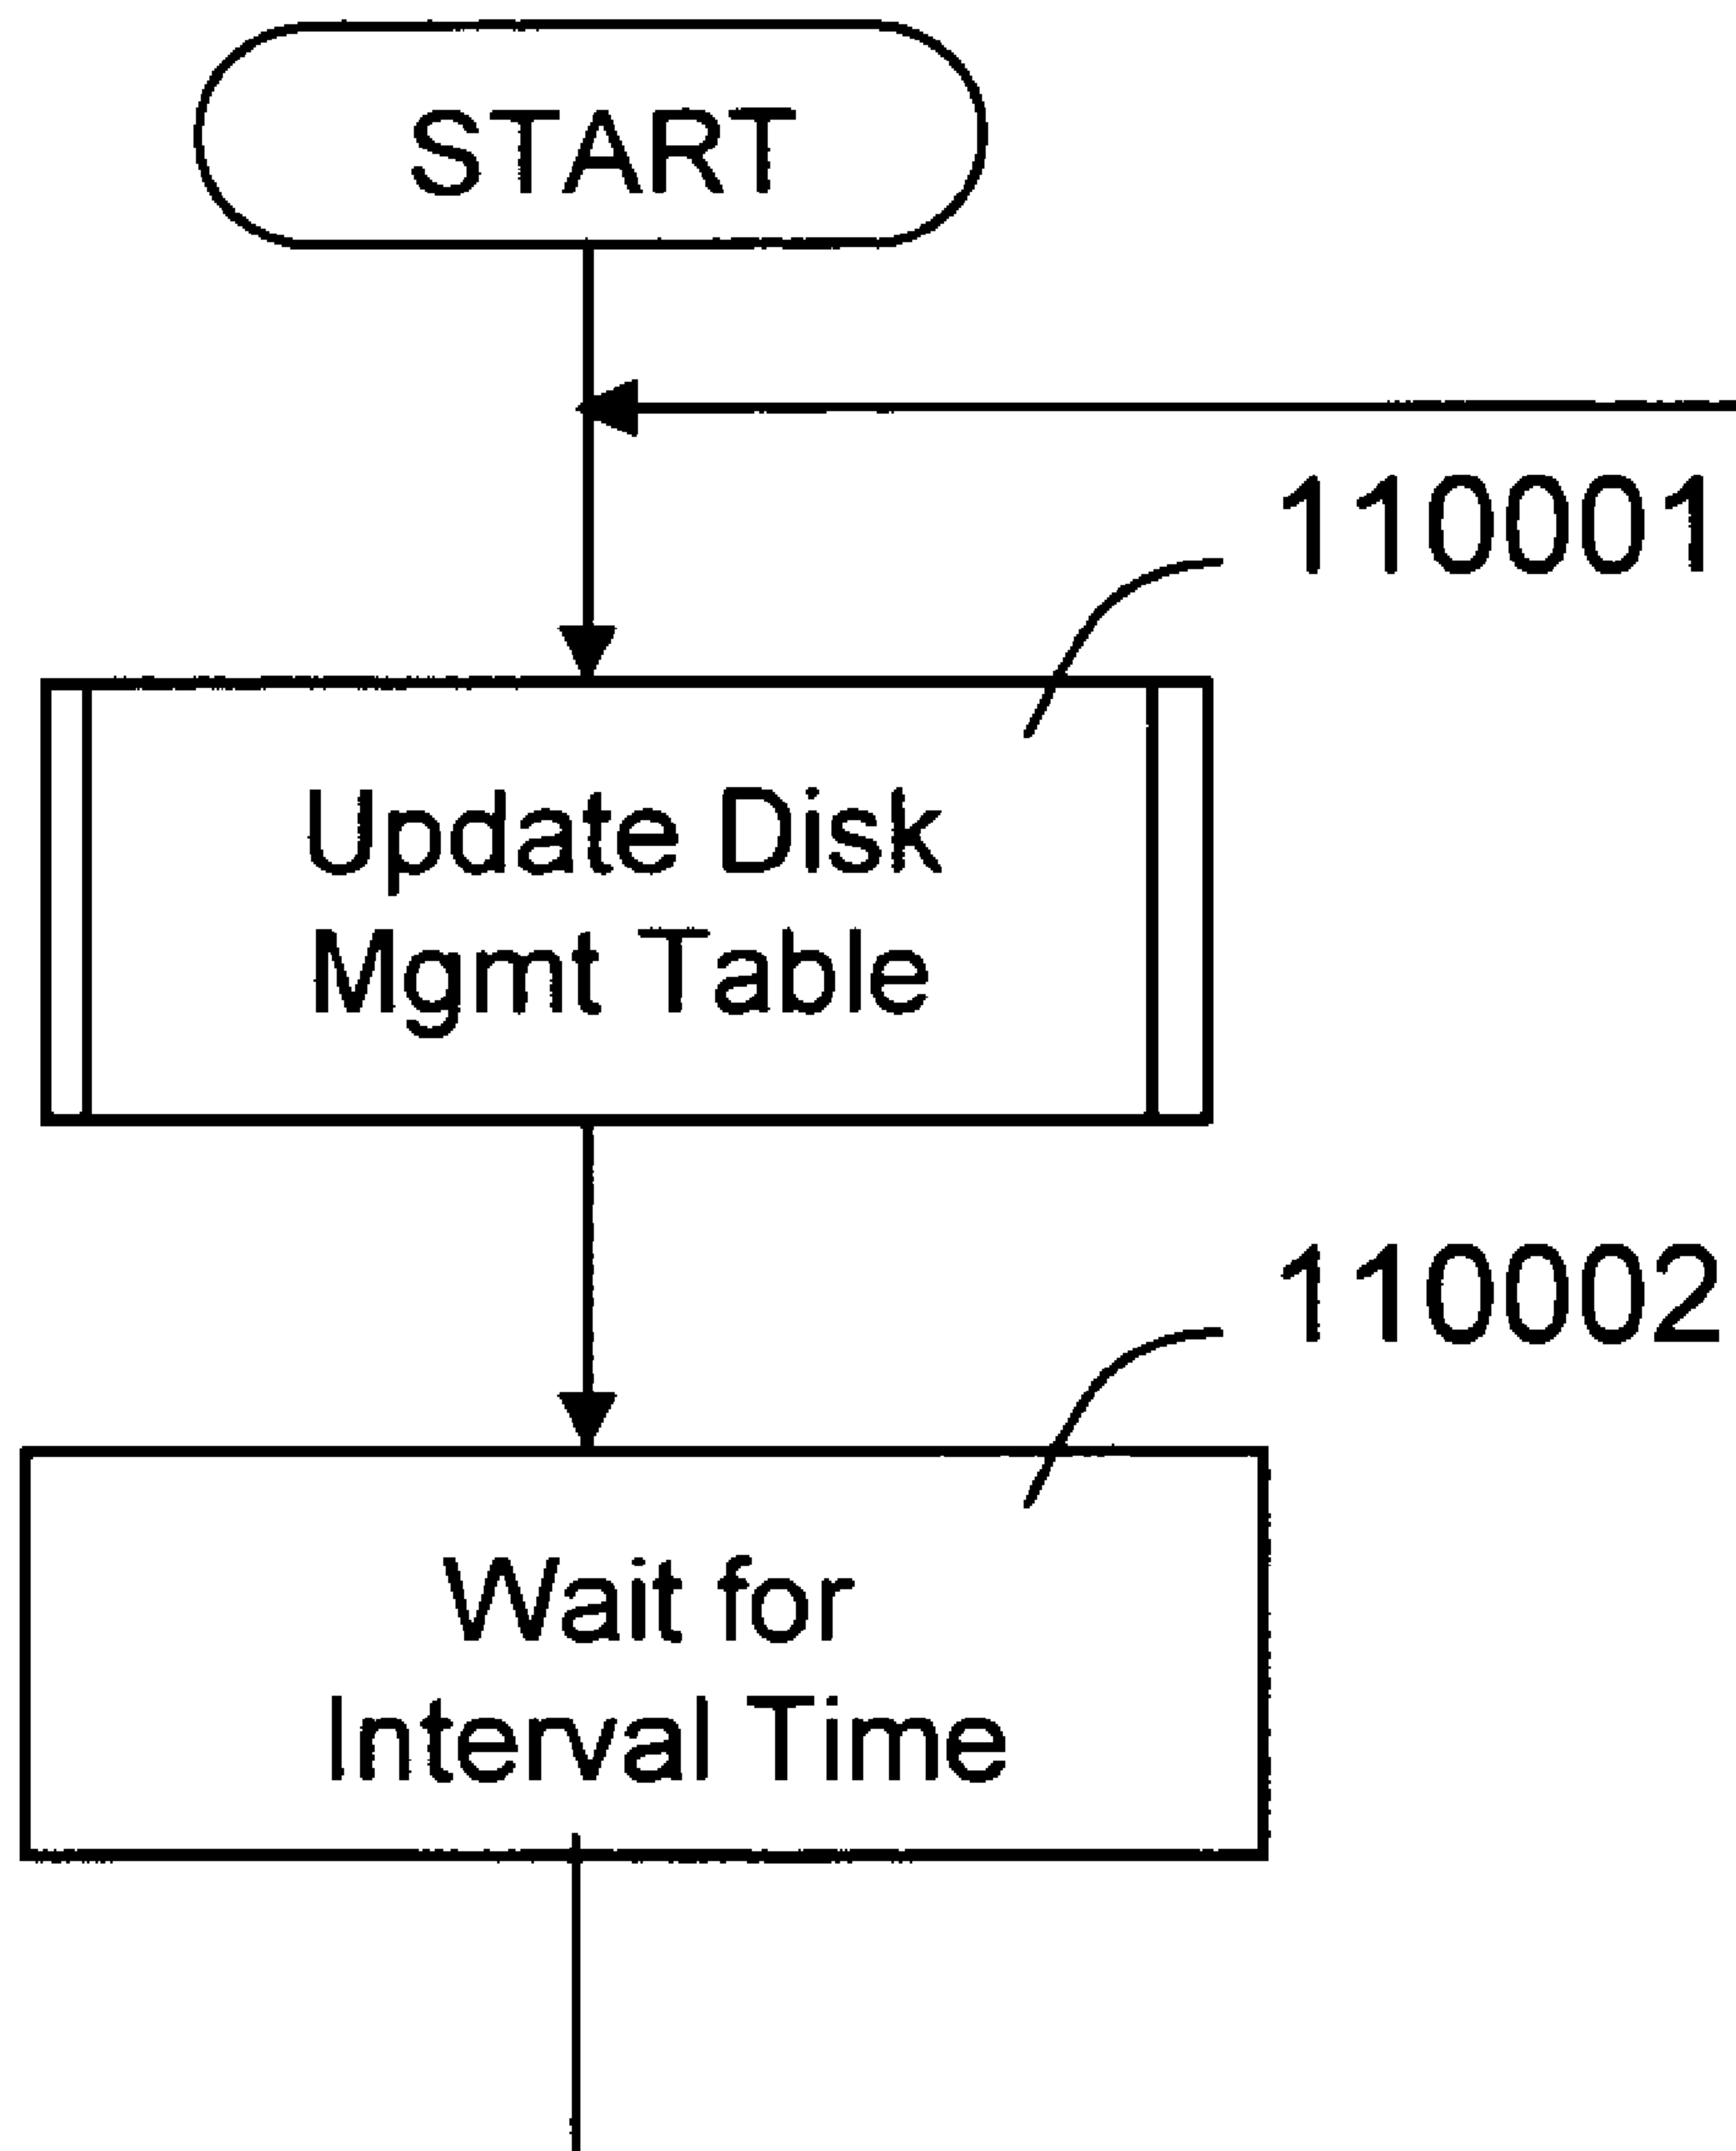 START
110001
Update Disk
Mgmt Table
110002
Wait for
Interval Time